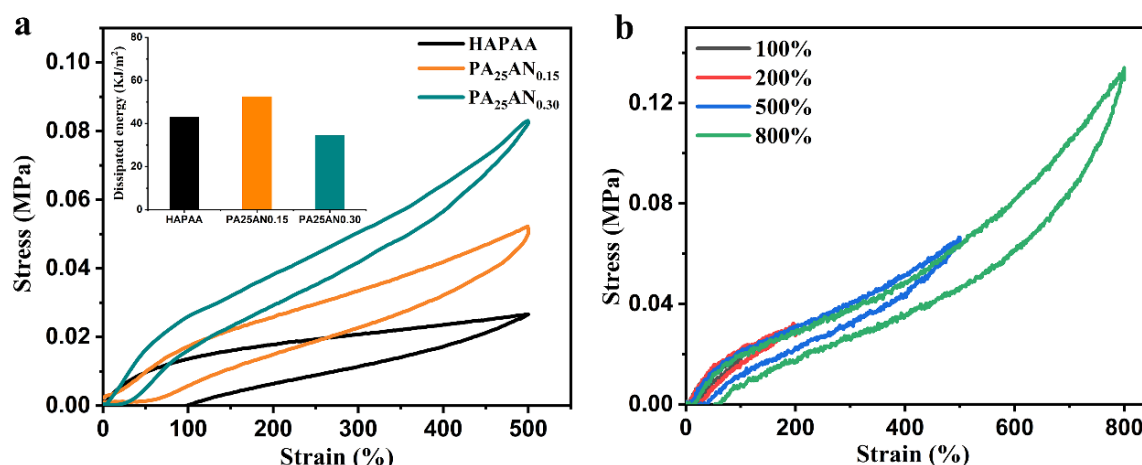 a
HAPAA
PA25AN0.15
PA25AN0.30
Dissipated energy (KJ/m²)
80
60
40
20
0
HAPAA PA25AN0.15 PA25AN0.30
Stress (MPa)
0.10
0.08
0.06
0.04
0.02
0.00
0 100 200 300 400 500
Strain (%)
b
100%
200%
500%
800%
Stress (MPa)
0.12
0.08
0.04
0.00
0 200 400 600 800
Strain (%)